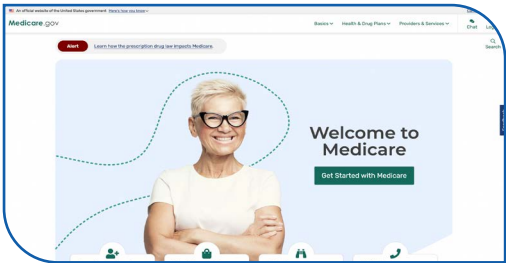 An official website of the United States government Here's how you know
Medicare.gov
Basics Health & Drug Plans Providers & Services Chat
Search
Alert Learn how the prescription drug law impacts Medicare.
Welcome to
Medicare
Get Started with Medicare